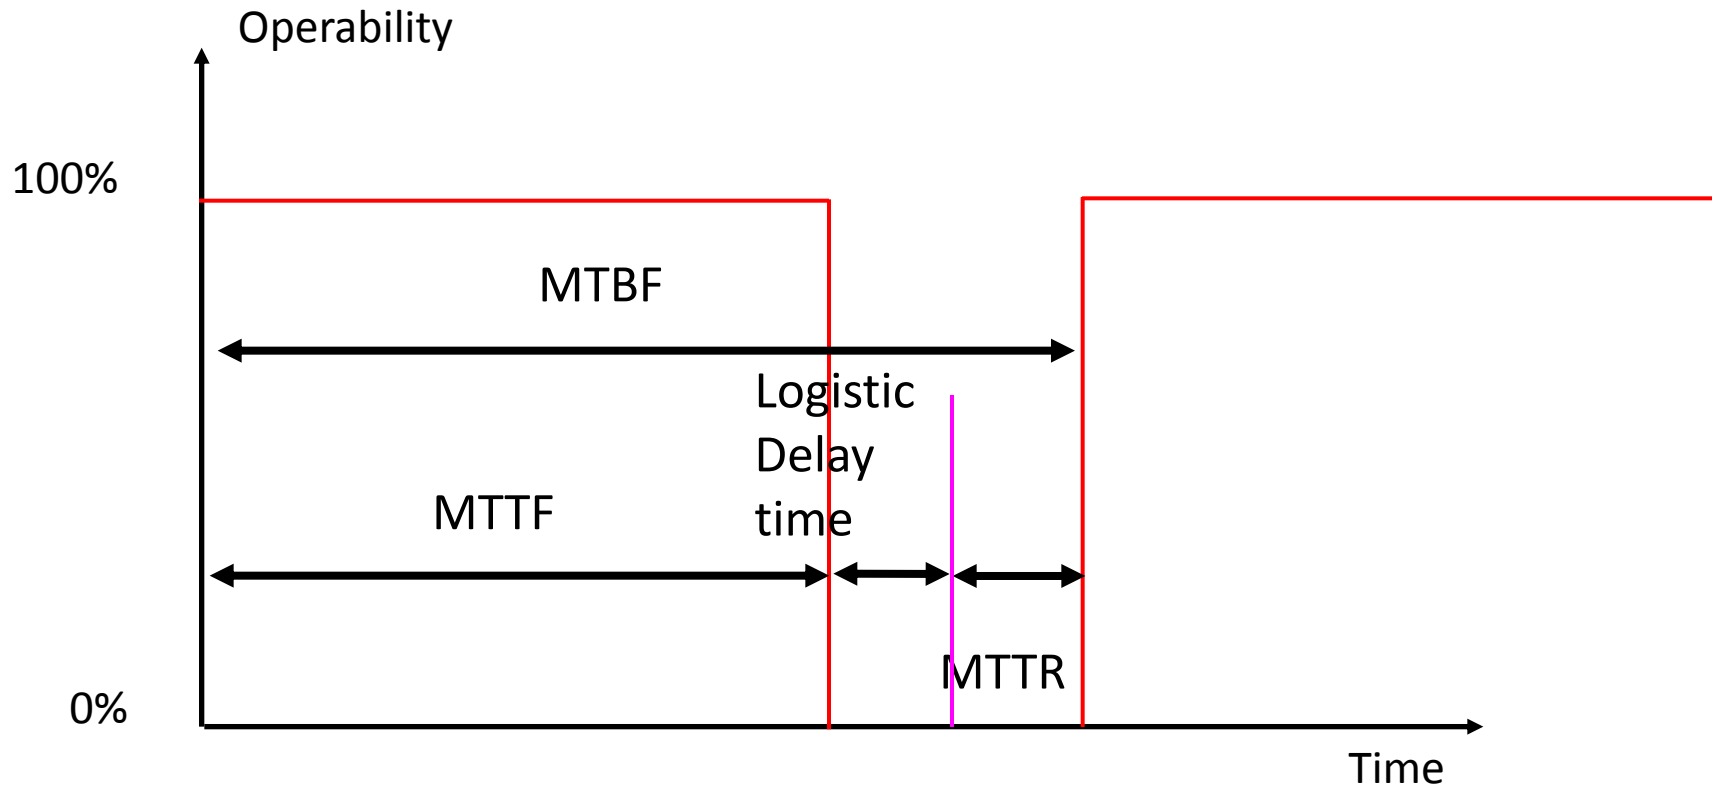 Operability
100%
MTBF
Logistic
Delay
time
MTTF
MTTR
0%
Time